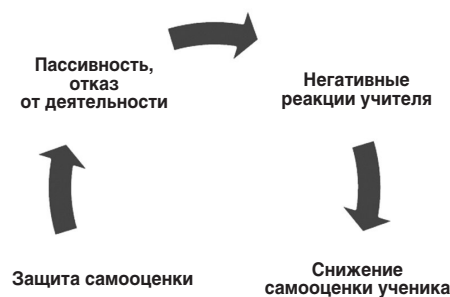 Пассивность,
отказ
от деятельности
Негативные
реакции учителя
Защита самооценки
Снижение
самооценки ученика